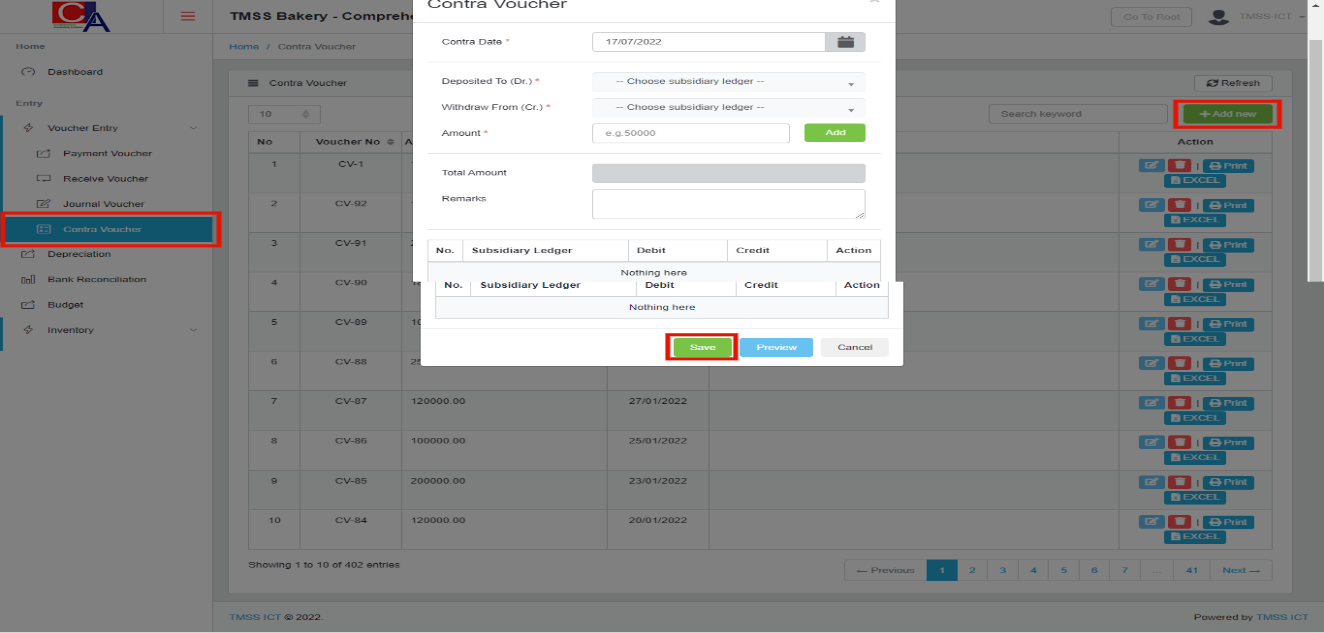 CA
TMSS Bakery - Comprehe
Go To Root
TMSS ICT
Home
Dashboard
Entry
Voucher Entry
Payment Voucher
Receive Voucher
Journal Voucher
Contra Voucher
Depreciation
Bank Reconciliation
Budget
Inventory
Home / Contra Voucher
Contra Voucher
Refresh
10
Search keyword
+ Add new
No Voucher No A Action
1 CV-1 Print
EXCEL
2 CV-92 | Print
EXCEL
3 CV-91 | Print
EXCEL
4 CV-90 | Print
EXCEL
5 CV-89 10 | Print
EXCEL
6 CV-88 25 | Print
EXCEL
7 CV-87 120000.00 27/01/2022 | Print
EXCEL
8 CV-86 100000.00 25/01/2022 | Print
EXCEL
9 CV-85 200000.00 23/01/2022 | Print
EXCEL
10 CV-84 120000.00 20/01/2022 | Print
EXCEL
Showing 1 to 10 of 402 entries
← Previous 1 2 3 4 5 6 7 ... 41 Next →
Contra Voucher
Contra Date * 17/07/2022
Deposited To (Dr.) * -- Choose subsidiary ledger --
Withdraw From (Cr.) * -- Choose subsidiary ledger --
Amount * e.g.50000 Add
Total Amount
Remarks
No. Subsidiary Ledger Debit Credit Action
Nothing here
No. Subsidiary Ledger Debit Credit Action
Nothing here
Save Preview Cancel
TMSS ICT © 2022.
Powered by TMSS ICT